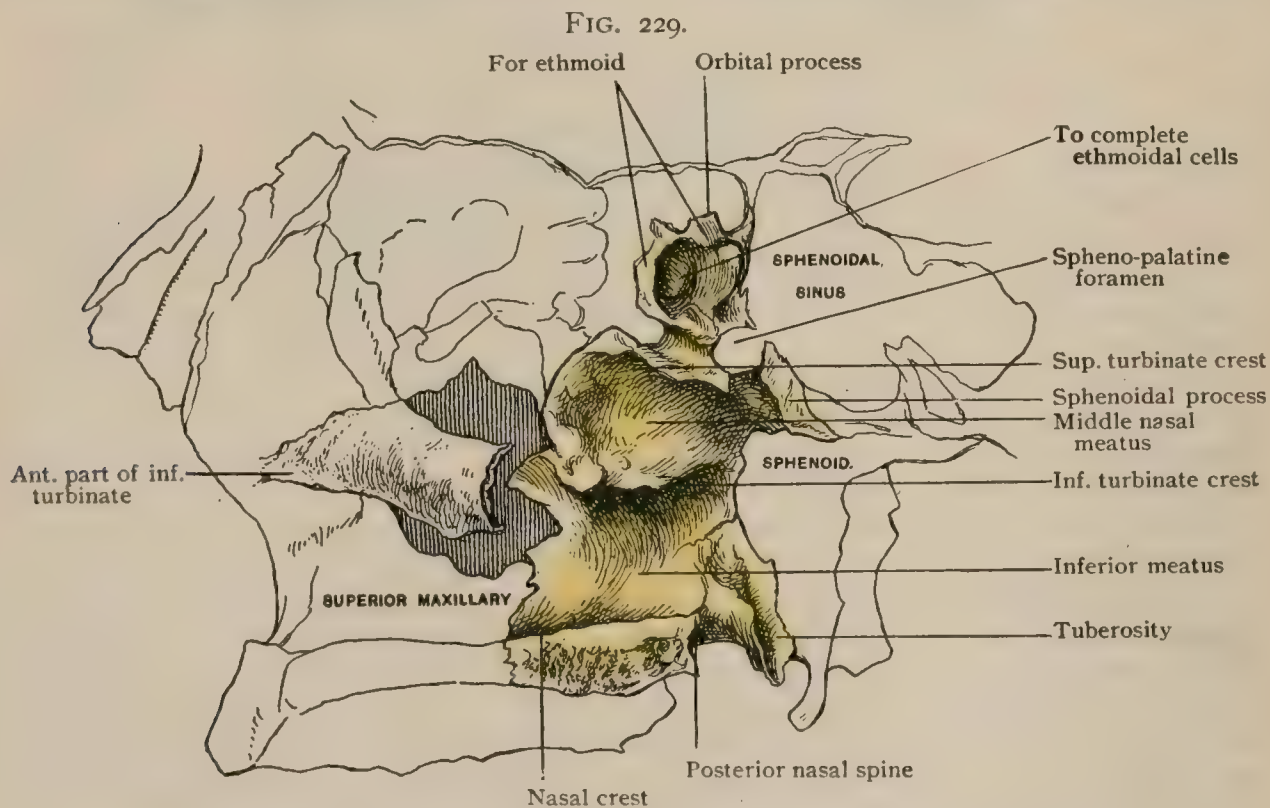 FIG. 229.
For ethmoid
Orbital process
To complete
ethmoidal cells
SPHENOIDAL
SINUS
Spheno-palatine
foramen
Sup. turbinate crest
Sphenoidal process
Middle nasal
meatus
SPHENOID.
Ant. part of inf.
turbinate
Inf. turbinate crest
Inferior meatus
SUPERIOR MAXILLARY
Tuberosity
Posterior nasal spine
Nasal crest